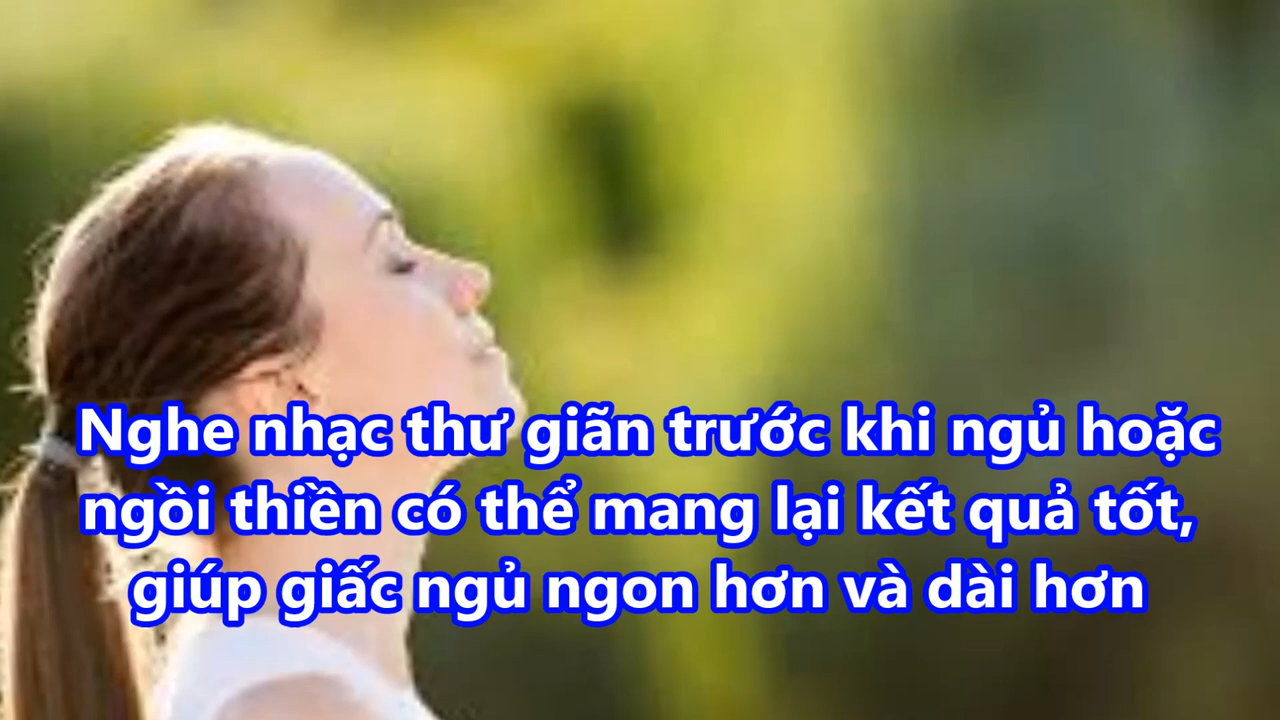 Nghe nhạc thư giãn trước khi ngủ hoặc
ngồi thiền có thể mang lại kết quả tốt,
giúp giấc ngủ ngon hơn và dài hơn